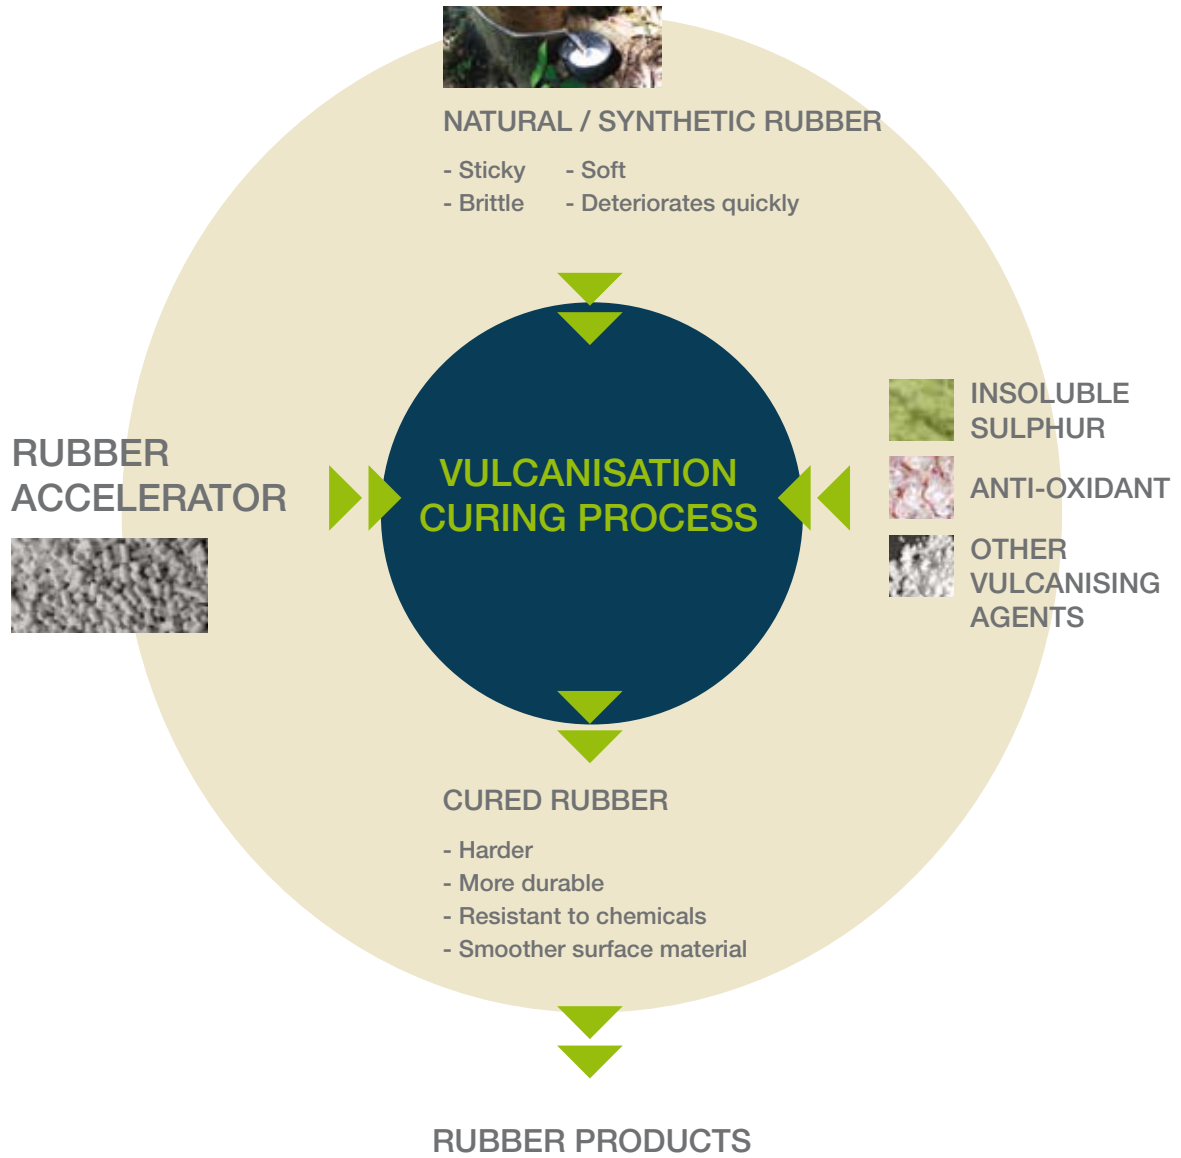 NATURAL / SYNTHETIC RUBBER
- Sticky - Soft
- Brittle - Deteriorates quickly
RUBBER
ACCELERATOR
VULCANISATION
CURING PROCESS
INSOLUBLE
SULPHUR
ANTI-OXIDANT
OTHER
VULCANISING
AGENTS
CURED RUBBER
- Harder
- More durable
- Resistant to chemicals
- Smoother surface material
RUBBER PRODUCTS